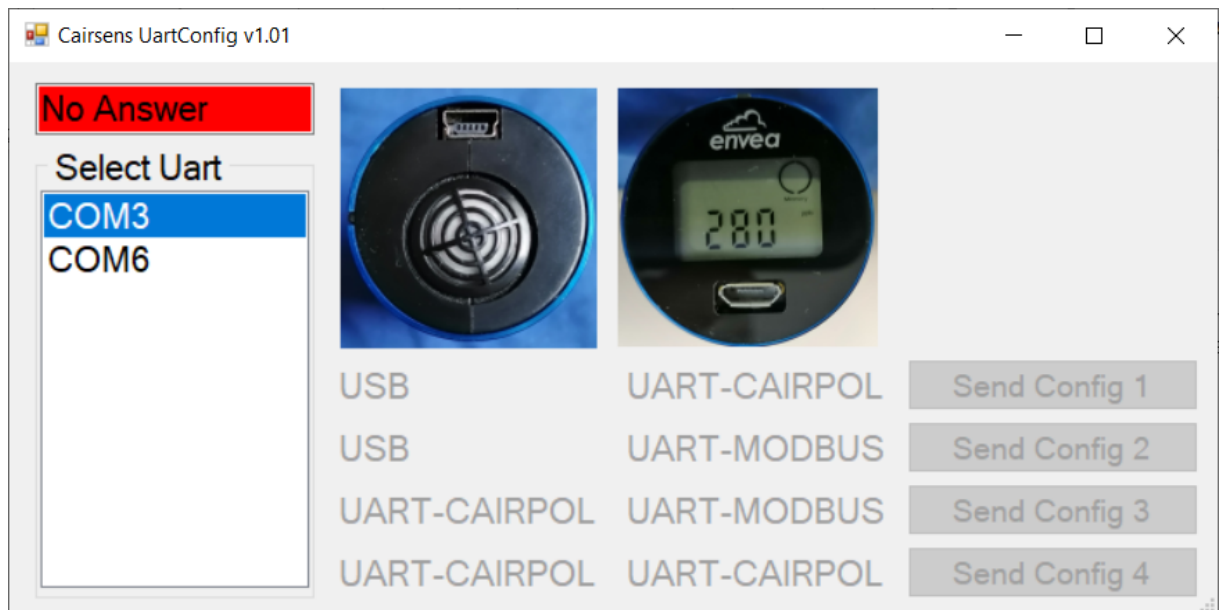 Cairsens UartConfig v1.01
No Answer
Select Uart
COM3
COM6
envea
280
USB UART-CAIRPOL Send Config 1
USB UART-MODBUS Send Config 2
UART-CAIRPOL UART-MODBUS Send Config 3
UART-CAIRPOL UART-CAIRPOL Send Config 4